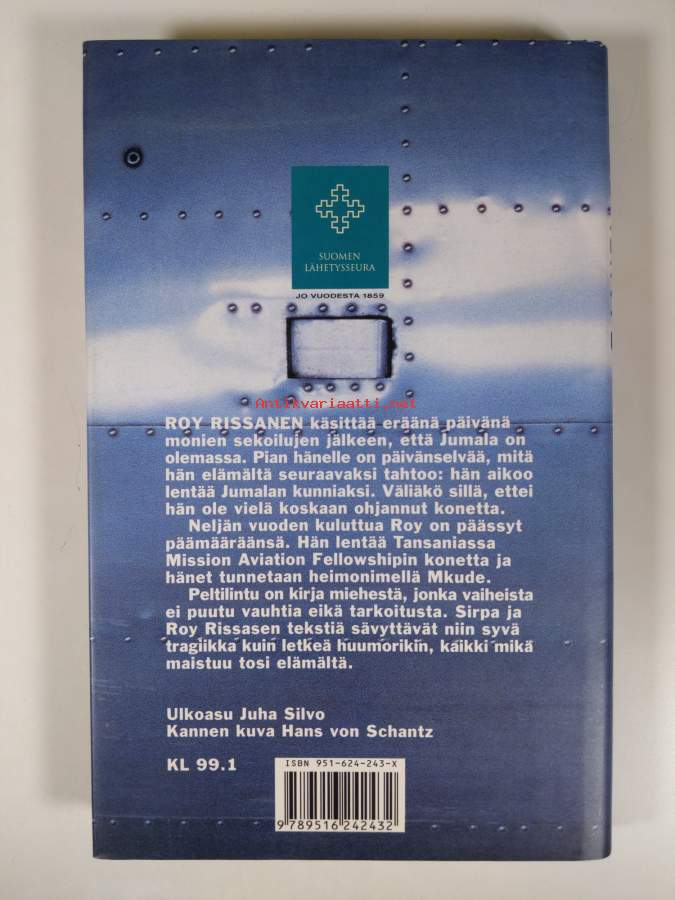 SUOMEN
LÄHETYSSEURA
JO VUODESTA 1859
Antikvariaatti.net
ROY RISSANEN käsittää eräänä päivänä
monien sekoilujen jälkeen, että Jumala on
olemassa. Pian hänelle on päivänselvää, mitä
hän elämältä seuraavaksi tahtoo: hän aikoo
lentää Jumalan kunniaksi. Väliäkö sillä, ettei
hän ole vielä koskaan ohjannut konetta.
Neljän vuoden kuluttua Roy on päässyt
päämääräänsä. Hän lentää Tansaniassa
Mission Aviation Fellowshipin konetta ja
hänet tunnetaan heimonimellä Mkude.
Peltilintu on kirja miehestä, jonka vaiheista
ei puutu vauhtia eikä tarkoitusta. Sirpa ja
Roy Rissasen tekstiä sävyttävät niin syvä
tragiikka kuin letkeä huumorikin, kaikki mikä
maistuu tosi elämältä.
Ulkoasu Juha Silvo
Kannen kuva Hans von Schantz
KL 99.1
ISBN 951-624-243-X
9 789516 242432